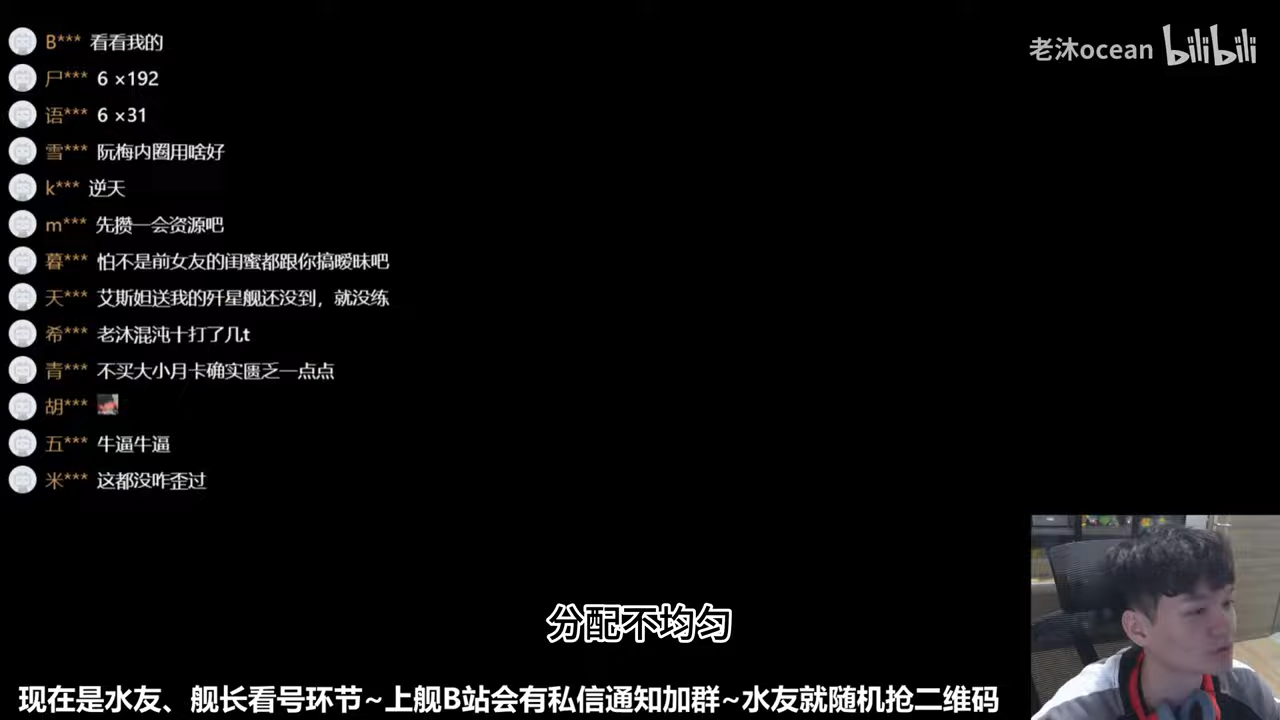 老沐ocean bilibili
B*** 看看我的
尸*** 6 ×192
语*** 6 ×31
雪*** 阮梅内圈用啥好
k*** 逆天
m*** 先攒一会资源吧
暮*** 怕不是前女友的闺蜜都跟你搞暧昧吧
天*** 艾斯妲送我的歼星舰还没到，就没练
希*** 老沐混沌十打了几t
青*** 不买大小月卡确实匮乏一点点
胡***
五*** 牛逼牛逼
米*** 这都没咋歪过
分配不均匀
现在是水友、舰长看号环节~上舰B站会有私信通知加群~水友就随机抢二维码